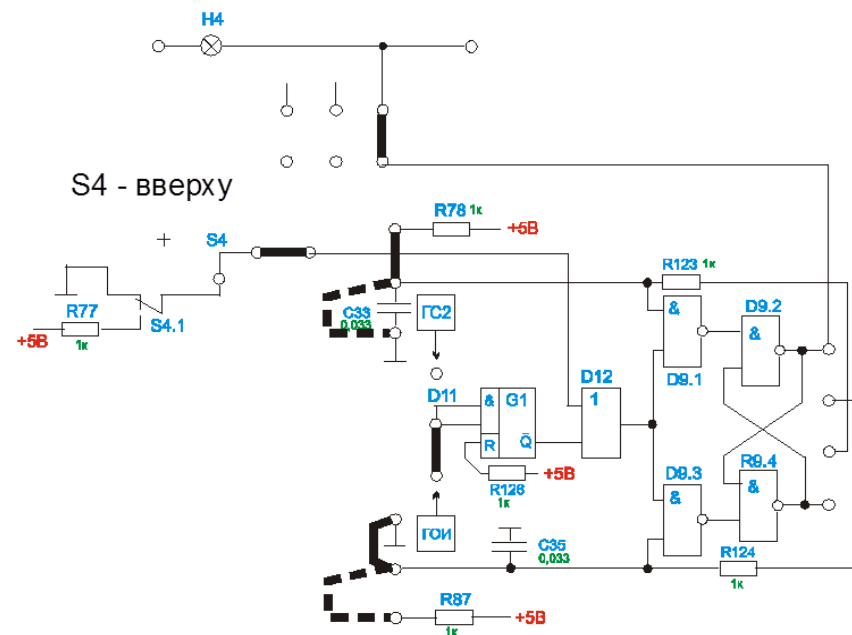 H4
S4 - вверху
S4
R78 1к
+5В
R123 1к
R77
1к
+5В
S4.1
C33
0,033
ГС2
D9.2
&
&
D9.1
D11
&
G1
R
Q̄
D12
1
R126
1к
+5В
D9.3
&
R9.4
&
ГОИ
C35
0,033
R124
1к
R87
1к
+5В